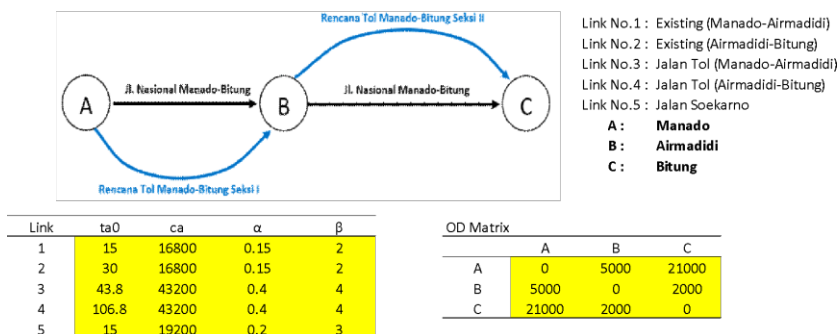 Rencana Tol Manado-Bitung Seksi II
Jl. Nasional Manado-Bitung
Jl. Nasional Manado-Bitung
A
B
C
Rencana Tol Manado-Bitung Seksi I
Link No.1 : Existing (Manado-Airmadidi)
Link No.2 : Existing (Airmadidi-Bitung)
Link No.3 : Jalan Tol (Manado-Airmadidi)
Link No.4 : Jalan Tol (Airmadidi-Bitung)
Link No.5 : Jalan Soekarno
A : Manado
B : Airmadidi
C : Bitung
Link ta0 ca α β
1 15 16800 0.15 2
2 30 16800 0.15 2
3 43.8 43200 0.4 4
4 106.8 43200 0.4 4
5 15 19200 0.2 3
OD Matrix
A B C
A 0 5000 21000
B 5000 0 2000
C 21000 2000 0